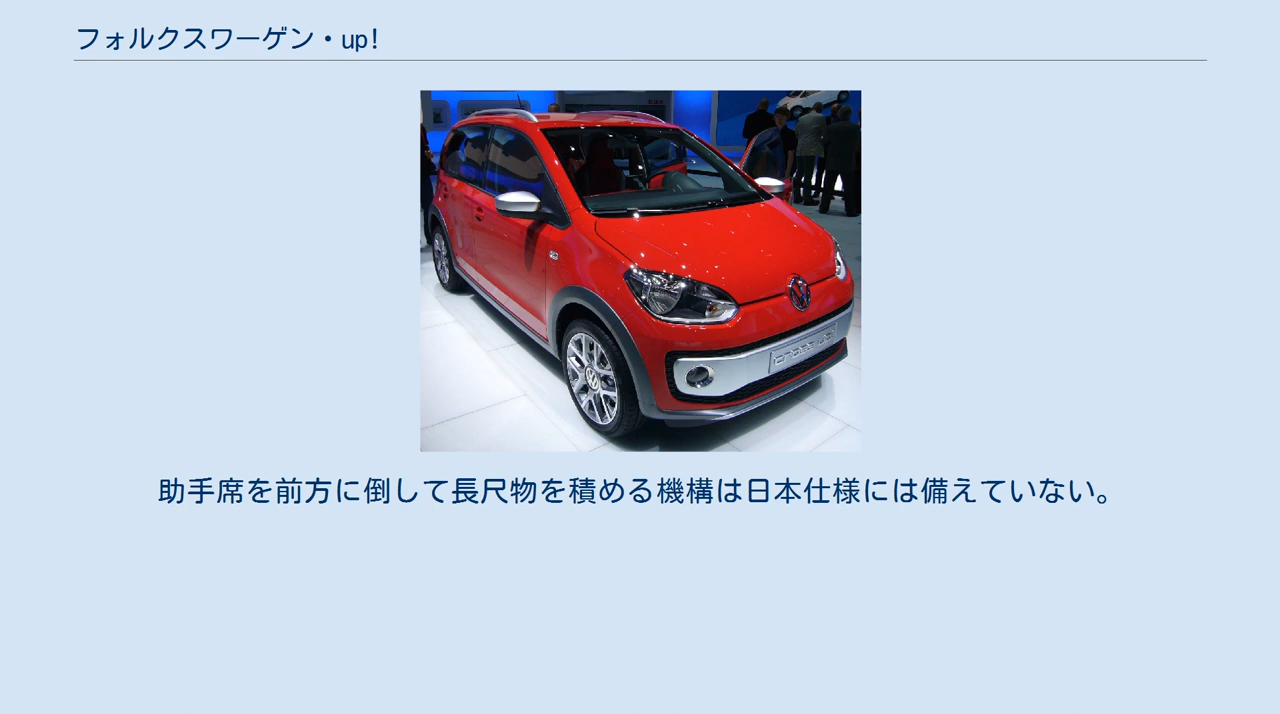 フォルクスワーゲン・up!
cross up!
助手席を前方に倒して長尺物を積める機構は日本仕様には備えていない。